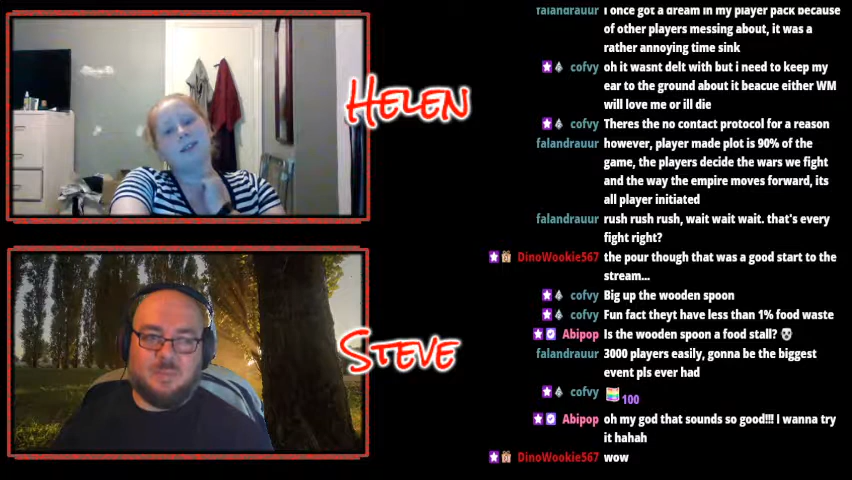 Helen
Steve
falandrauur I once got a dream in my player pack because
of other players messing about, it was a
rather annoying time sink
cofvy oh it wasnt delt with but i need to keep my
ear to the ground about it beacue either WM
will love me or ill die
cofvy Theres the no contact protocol for a reason
falandrauur however, player made plot is 90% of the
game, the players decide the wars we fight
and the way the empire moves forward, its
all player initiated
falandrauur rush rush rush, wait wait wait. that's every
fight right?
DinoWookie567 the pour though that was a good start to the
stream...
cofvy Big up the wooden spoon
cofvy Fun fact theyt have less than 1% food waste
Abipop Is the wooden spoon a food stall?
falandrauur 3000 players easily, gonna be the biggest
event pls ever had
cofvy 100
Abipop oh my god that sounds so good!!! I wanna try
it hahah
DinoWookie567 wow